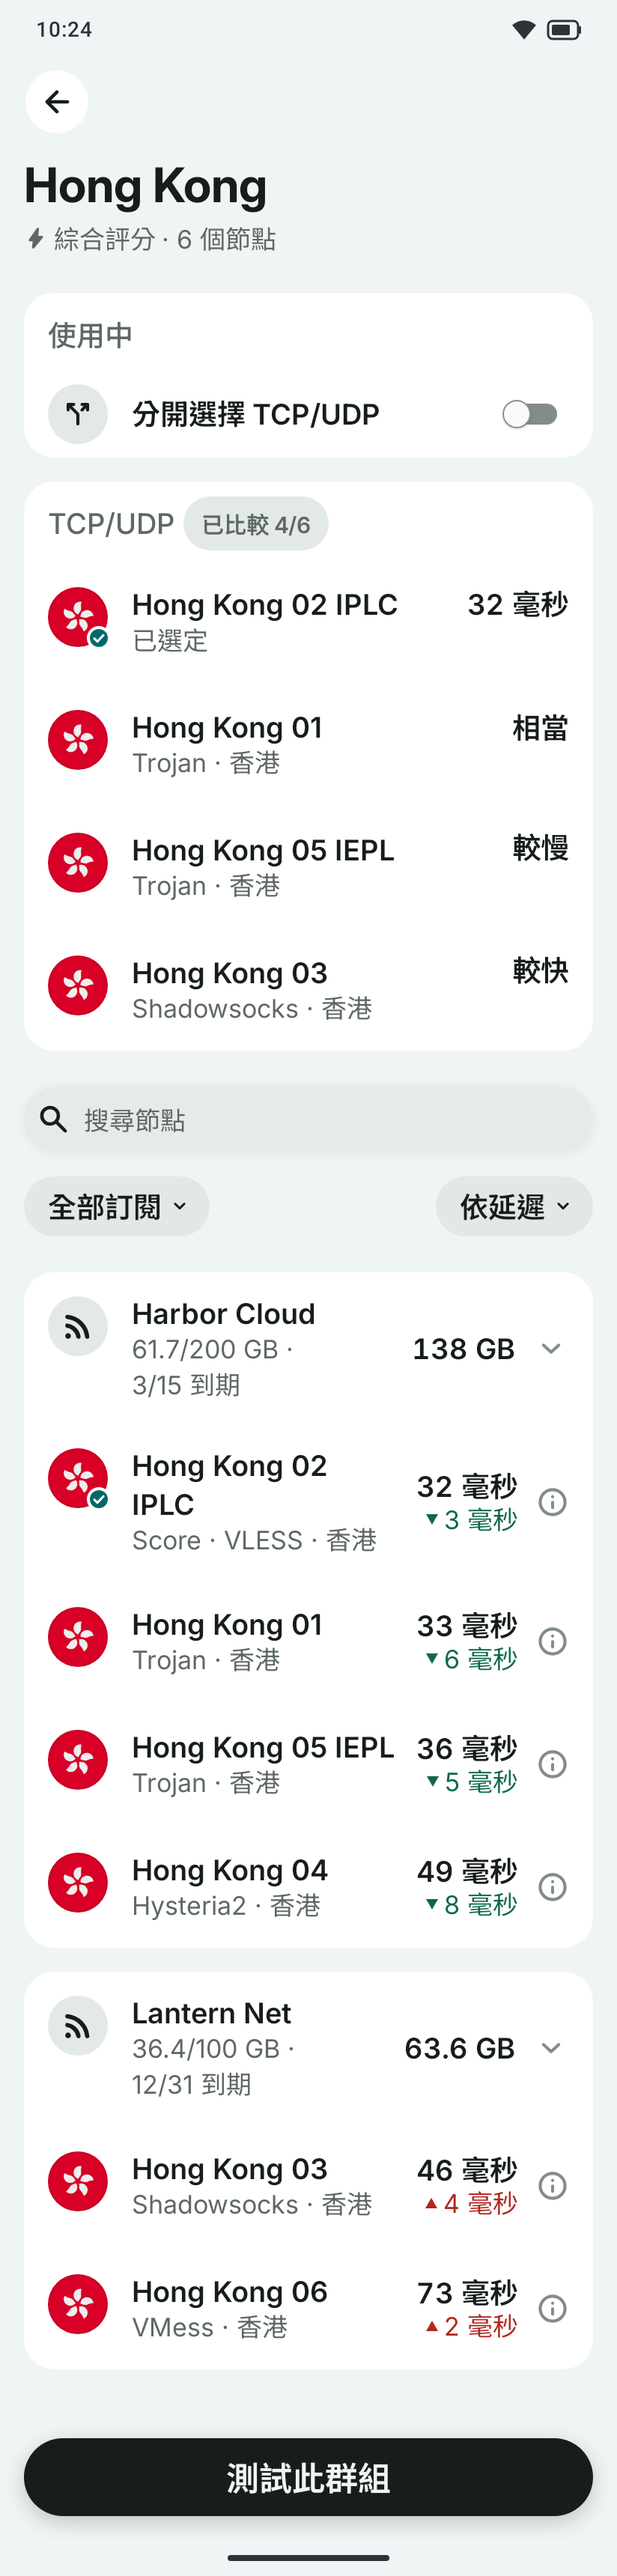 10:24
Hong Kong
綜合評分 · 6 個節點
使用中
分開選擇 TCP/UDP
TCP/UDP 已比較 4/6
Hong Kong 02 IPLC 32 毫秒
已選定
Hong Kong 01 相當
Trojan · 香港
Hong Kong 05 IEPL 較慢
Trojan · 香港
Hong Kong 03 較快
Shadowsocks · 香港
搜尋節點
全部訂閱 依延遲
Harbor Cloud
61.7/200 GB · 138 GB
3/15 到期
Hong Kong 02
IPLC 32 毫秒
▼3 毫秒
Score · VLESS · 香港
Hong Kong 01 33 毫秒
Trojan · 香港 ▼6 毫秒
Hong Kong 05 IEPL 36 毫秒
Trojan · 香港 ▼5 毫秒
Hong Kong 04 49 毫秒
Hysteria2 · 香港 ▼8 毫秒
Lantern Net
36.4/100 GB · 63.6 GB
12/31 到期
Hong Kong 03 46 毫秒
Shadowsocks · 香港 ▲4 毫秒
Hong Kong 06 73 毫秒
VMess · 香港 ▲2 毫秒
測試此群組